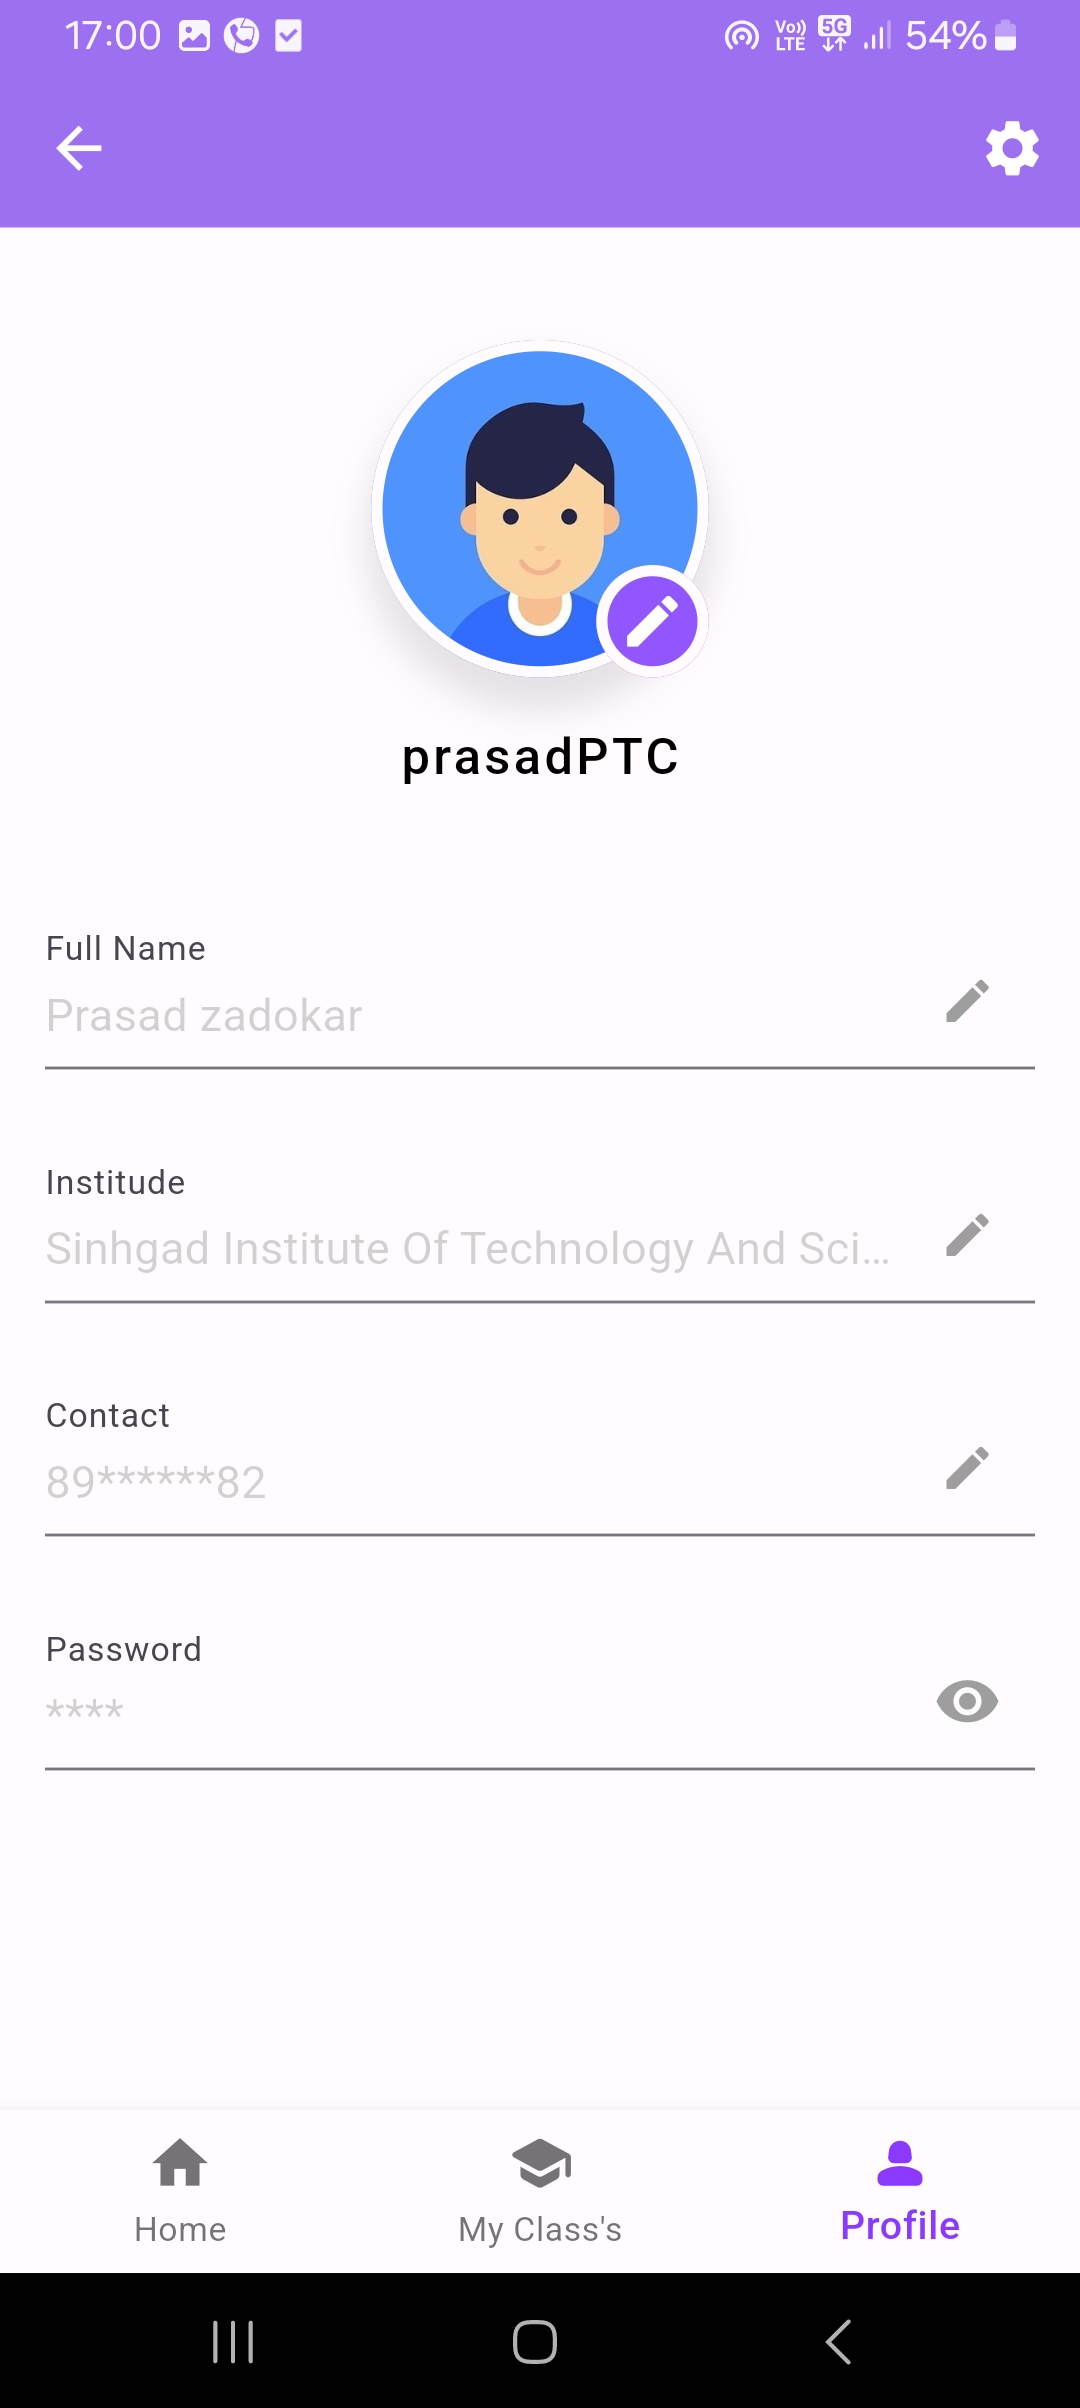 17:00 Vo)) LTE 5G 54%
prasadPTC
Full Name
Prasad zadokar
Institude
Sinhgad Institute Of Technology And Sci...
Contact
89******82
Password
****
Home My Class's Profile